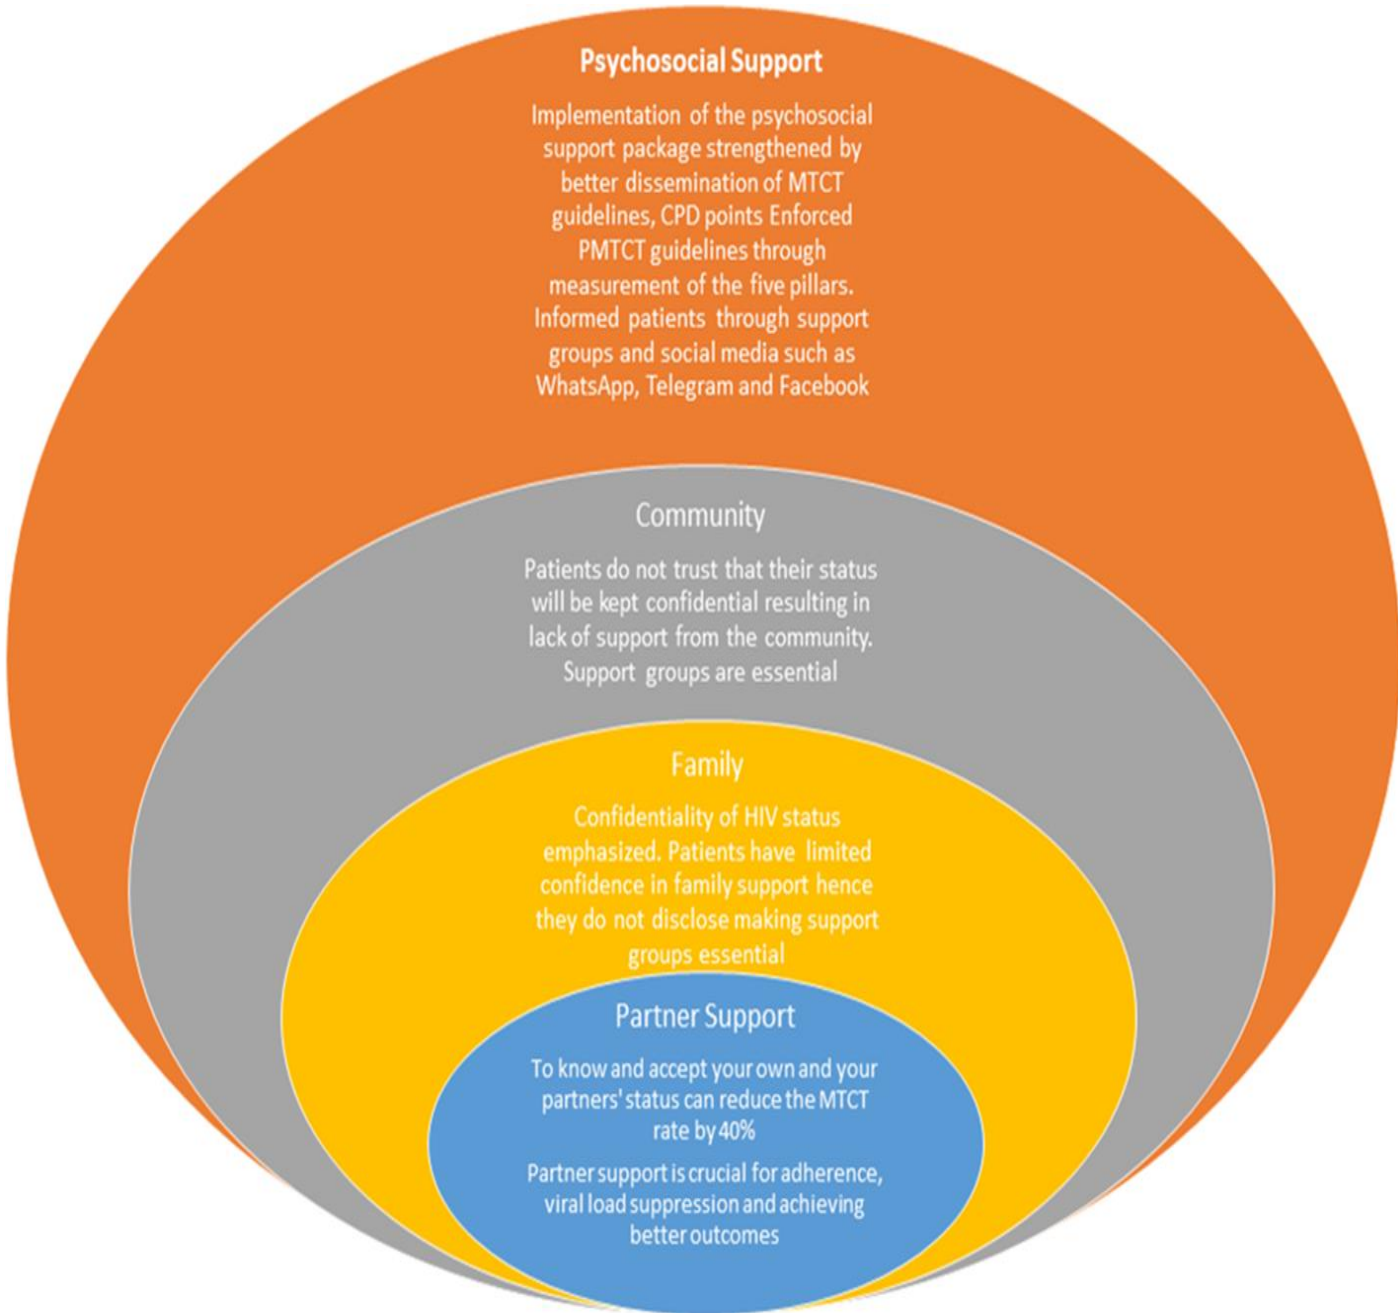 Psychosocial Support
Implementation of the psychosocial
support package strengthened by
better dissemination of MTCT
guidelines, CPD points Enforced
PMTCT guidelines through
measurement of the five pillars.
Informed patients through support
groups and social media such as
WhatsApp, Telegram and Facebook
Community
Patients do not trust that their status
will be kept confidential resulting in
lack of support from the community.
Support groups are essential
Family
Confidentiality of HIV status
emphasized. Patients have limited
confidence in family support hence
they do not disclose making support
groups essential
Partner Support
To know and accept your own and your
partners' status can reduce the MTCT
rate by 40%
Partner support is crucial for adherence,
viral load suppression and achieving
better outcomes